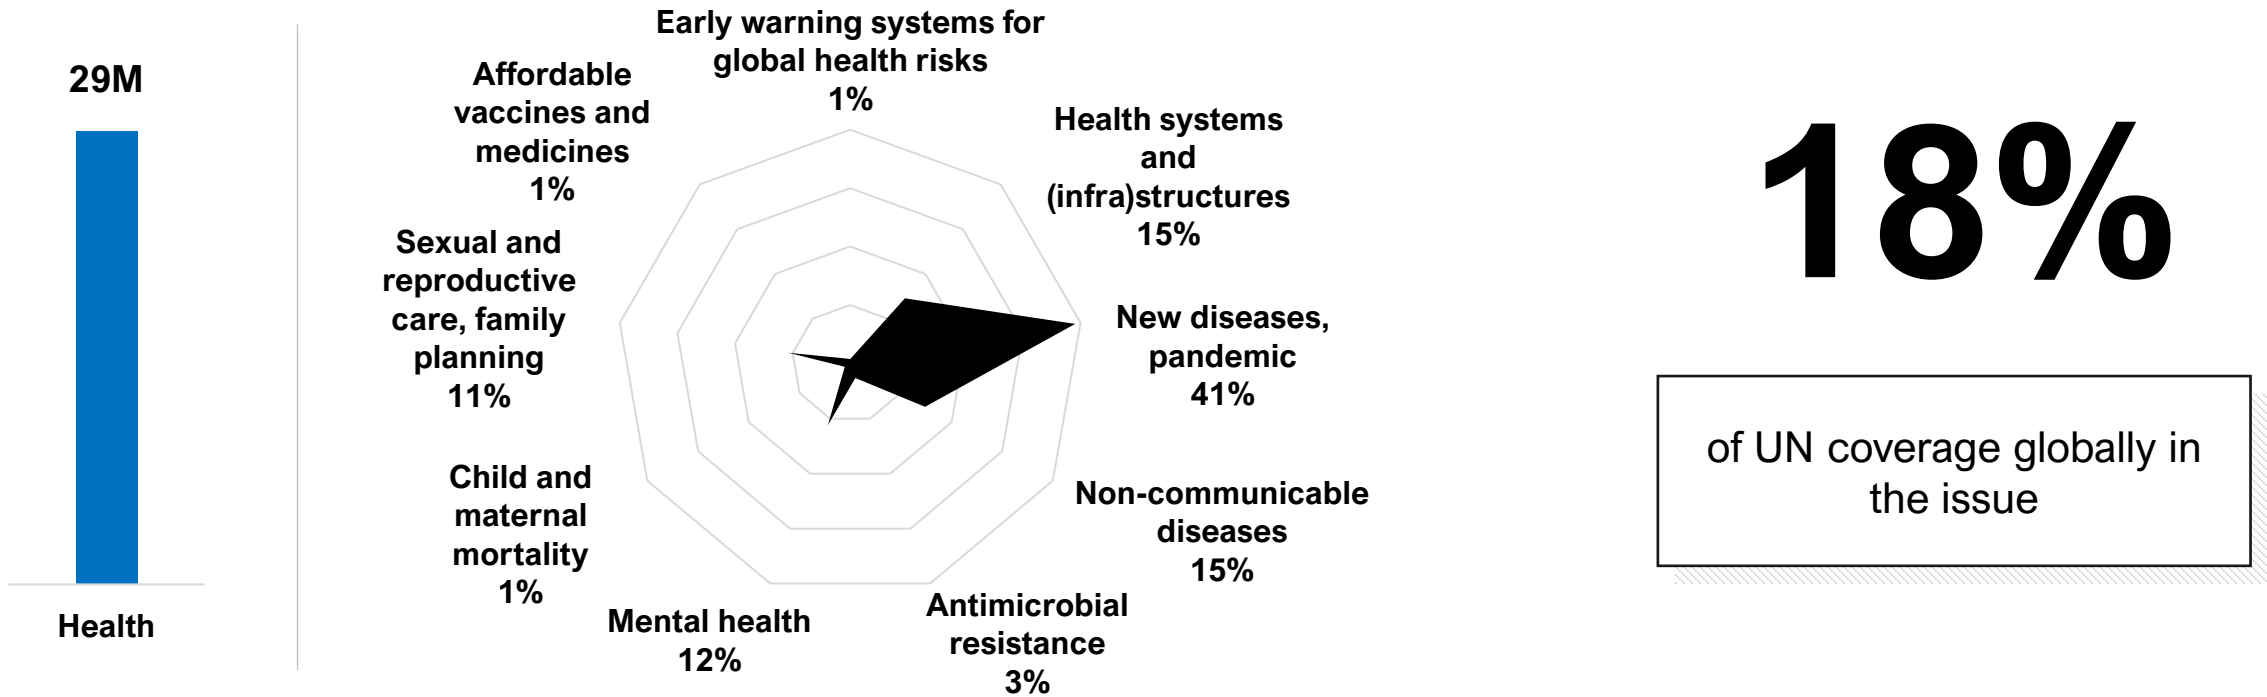 29M
Health
Early warning systems for
global health risks
1%
Health systems
and
(infra)structures
15%
New diseases,
pandemic
41%
Non-communicable
diseases
15%
Antimicrobial
resistance
3%
Mental health
12%
Child and
maternal
mortality
1%
Sexual and
reproductive
care, family
planning
11%
Affordable
vaccines and
medicines
1%
18%
of UN coverage globally in
the issue